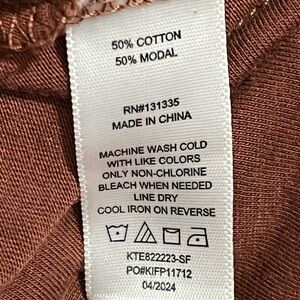 50% COTTON
50% MODAL
RN#131335
MADE IN CHINA
MACHINE WASH COLD
WITH LIKE COLORS
ONLY NON-CHLORINE
BLEACH WHEN NEEDED
LINE DRY
COOL IRON ON REVERSE
KTE822223-SF
PO#KIFP11712
04/2024